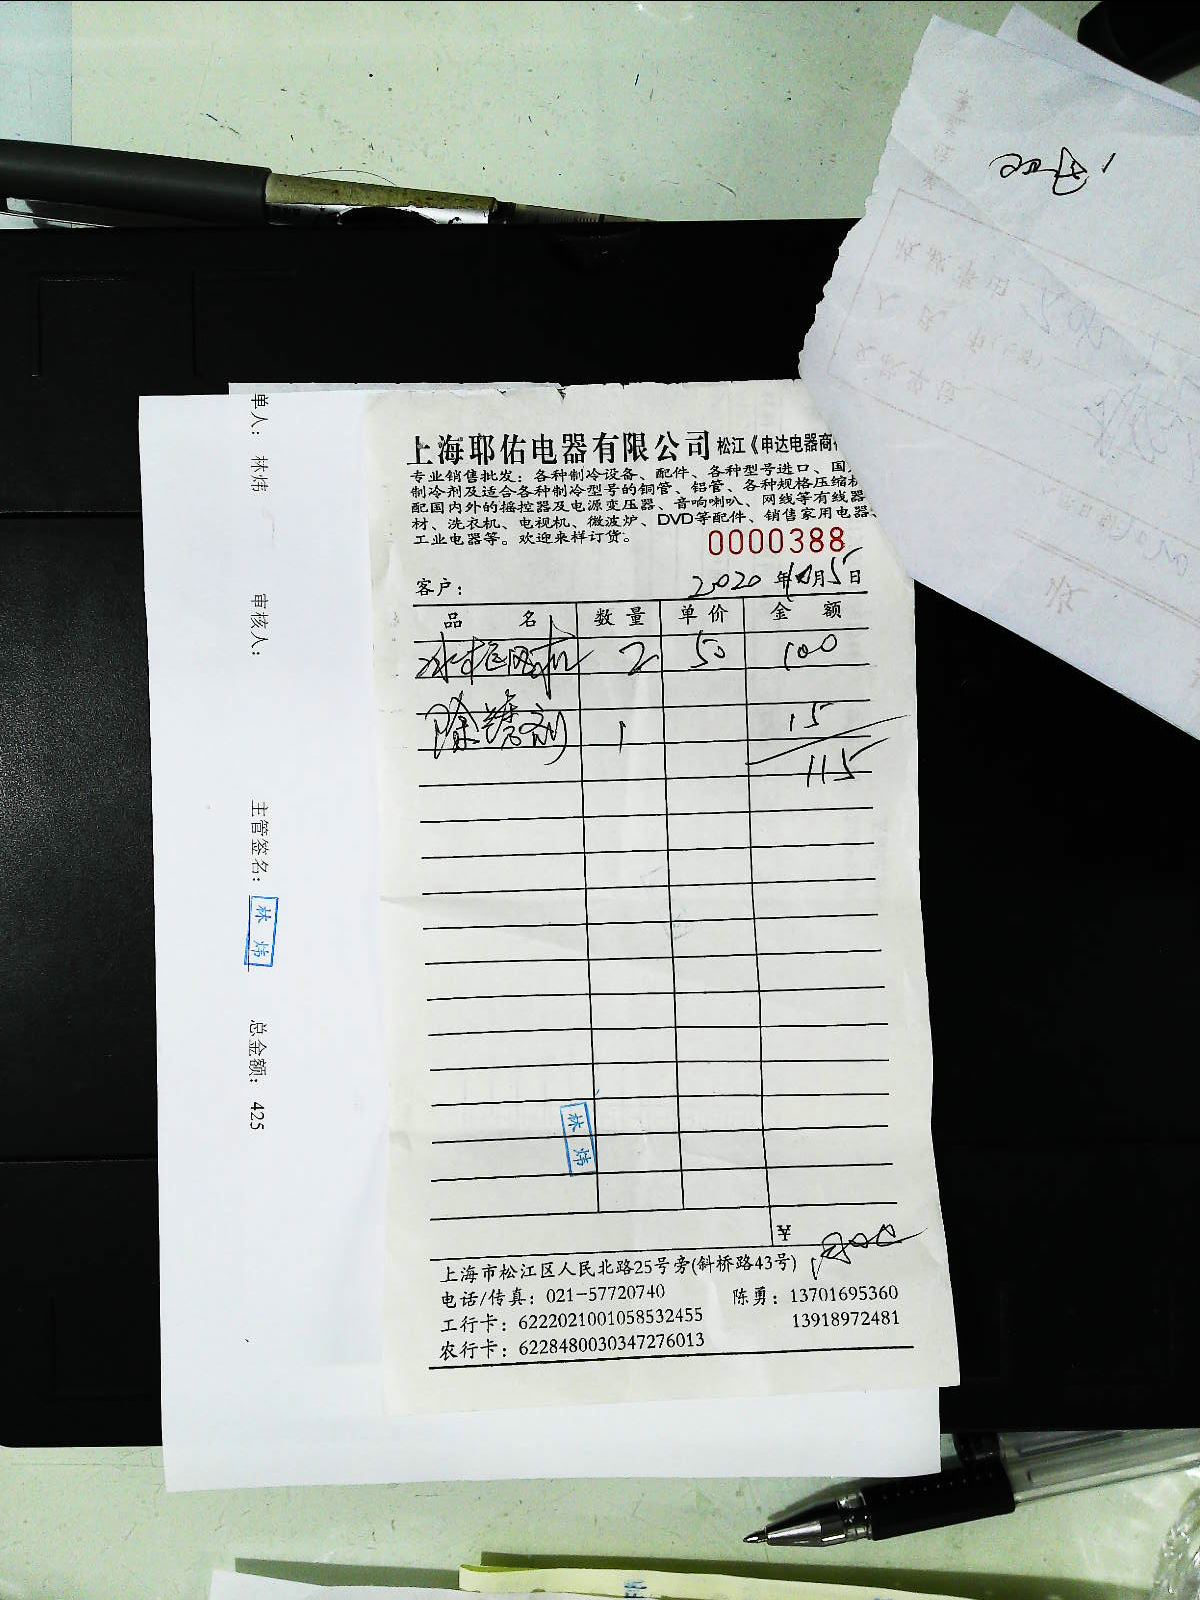 上海耶佑电器有限公司 松江《申达电器商
专业销售批发：各种制冷设备、配件、各种型号进口、国
制冷剂及适合各种制冷型号的铜管、铝管、各种规格压缩机
配国内外的摇控器及电源变压器、音响喇叭、网线等有线器
材、洗衣机、电视机、微波炉、DVD等配件、销售家用电器、
工业电器等。欢迎来样订货。
0000388
客户： 2020 年10月5日
品 名 数量 单价 金 额
冰柜风机 2 50 100
除锈剂 1 15
115
林炜
¥
上海市松江区人民北路25号旁(斜桥路43号)
电话/传真：021-57720740 陈勇：13701695360
工行卡：6222021001058532455 13918972481
农行卡：6228480030347276013
单人：林炜 审核人： 主管签名：林炜 总金额：425